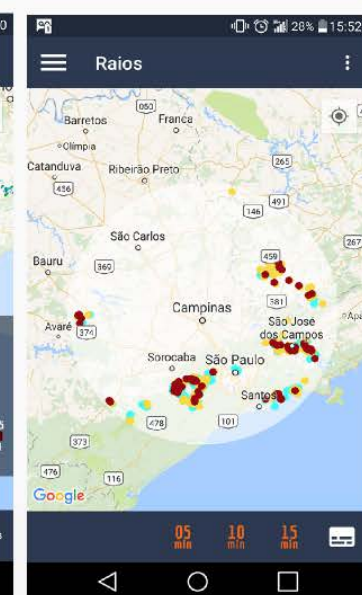 28% 15:52
Raios
050
Barretos
Franca
Olímpia
Catanduva
Ribeirão Preto
265
456
491
146
267
São Carlos
Bauru
369
459
381
Campinas
São José
dos Campos
Avaré
374
Sorocaba
São Paulo
Santos
478
101
373
476
116
Google
05 10 15
min min min